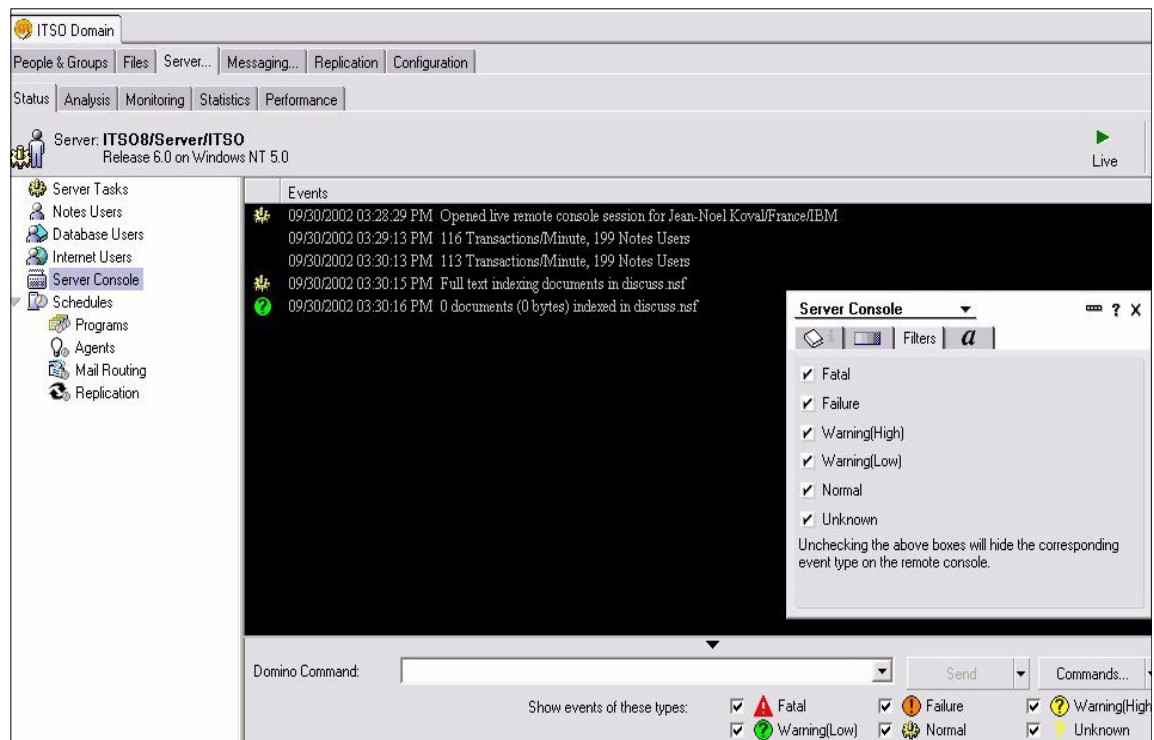 ITSO Domain
People & Groups Files Server... Messaging... Replication Configuration
Status Analysis Monitoring Statistics Performance
Server: ITSO8/Server/ITSO
Release 6.0 on Windows NT 5.0
Live
Server Tasks
Notes Users
Database Users
Internet Users
Server Console
Schedules
Programs
Agents
Mail Routing
Replication
Events
09/30/2002 03:28:29 PM Opened live remote console session for Jean-Noel Koval/France/IBM
09/30/2002 03:29:13 PM 116 Transactions/Minute, 199 Notes Users
09/30/2002 03:30:13 PM 113 Transactions/Minute, 199 Notes Users
09/30/2002 03:30:15 PM Full text indexing documents in discuss.nsf
09/30/2002 03:30:16 PM 0 documents (0 bytes) indexed in discuss.nsf
Server Console ? X
i Filters a
Fatal
Failure
Warning(High)
Warning(Low)
Normal
Unknown
Unchecking the above boxes will hide the corresponding
event type on the remote console.
Domino Command: Send Commands...
Show events of these types: Fatal Failure Warning(High
Warning(Low) Normal Unknown